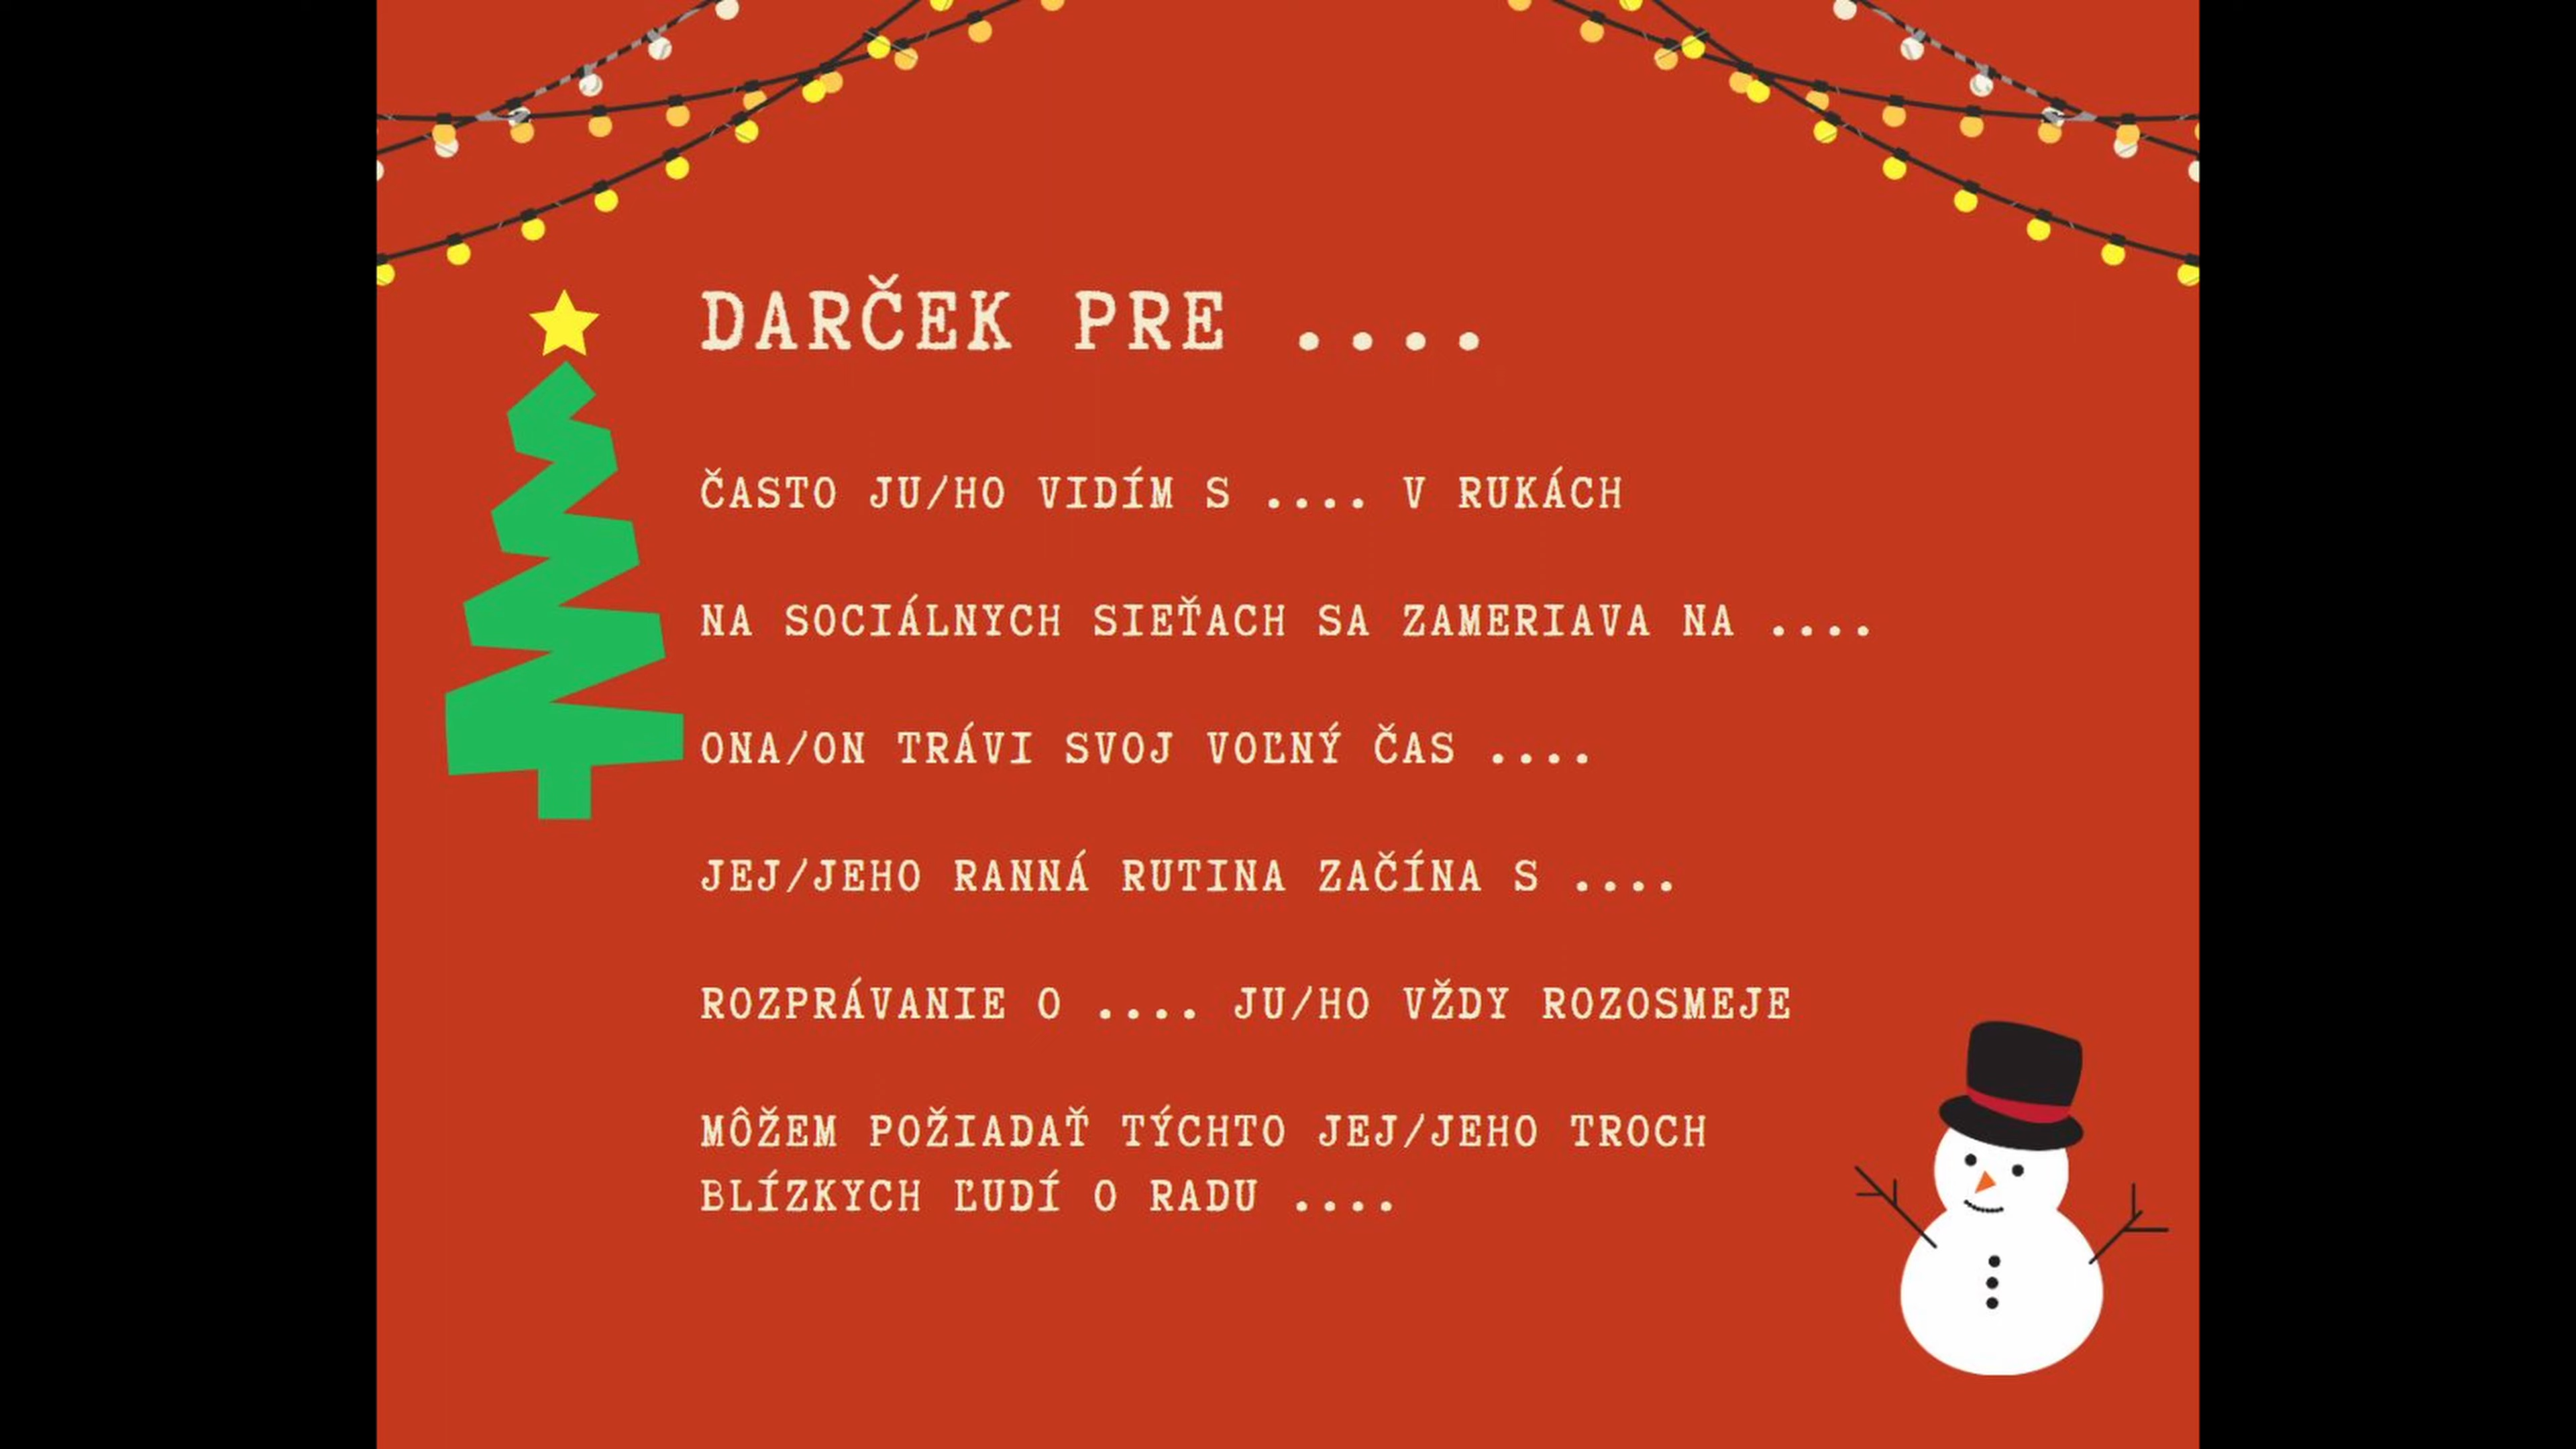 DARČEK PRE ....
ČASTO JU/HO VIDÍM S .... V RUKÁCH
NA SOCIÁLNYCH SIEŤACH SA ZAMERIAVA NA ....
ONA/ON TRÁVI SVOJ VOĽNÝ ČAS ....
JEJ/JEHO RANNÁ RUTINA ZAČÍNA S ....
ROZPRÁVANIE O .... JU/HO VŽDY ROZOSMEJE
MÔŽEM POŽIADAŤ TÝCHTO JEJ/JEHO TROCH
BLÍZKYCH ĽUDÍ O RADU ....